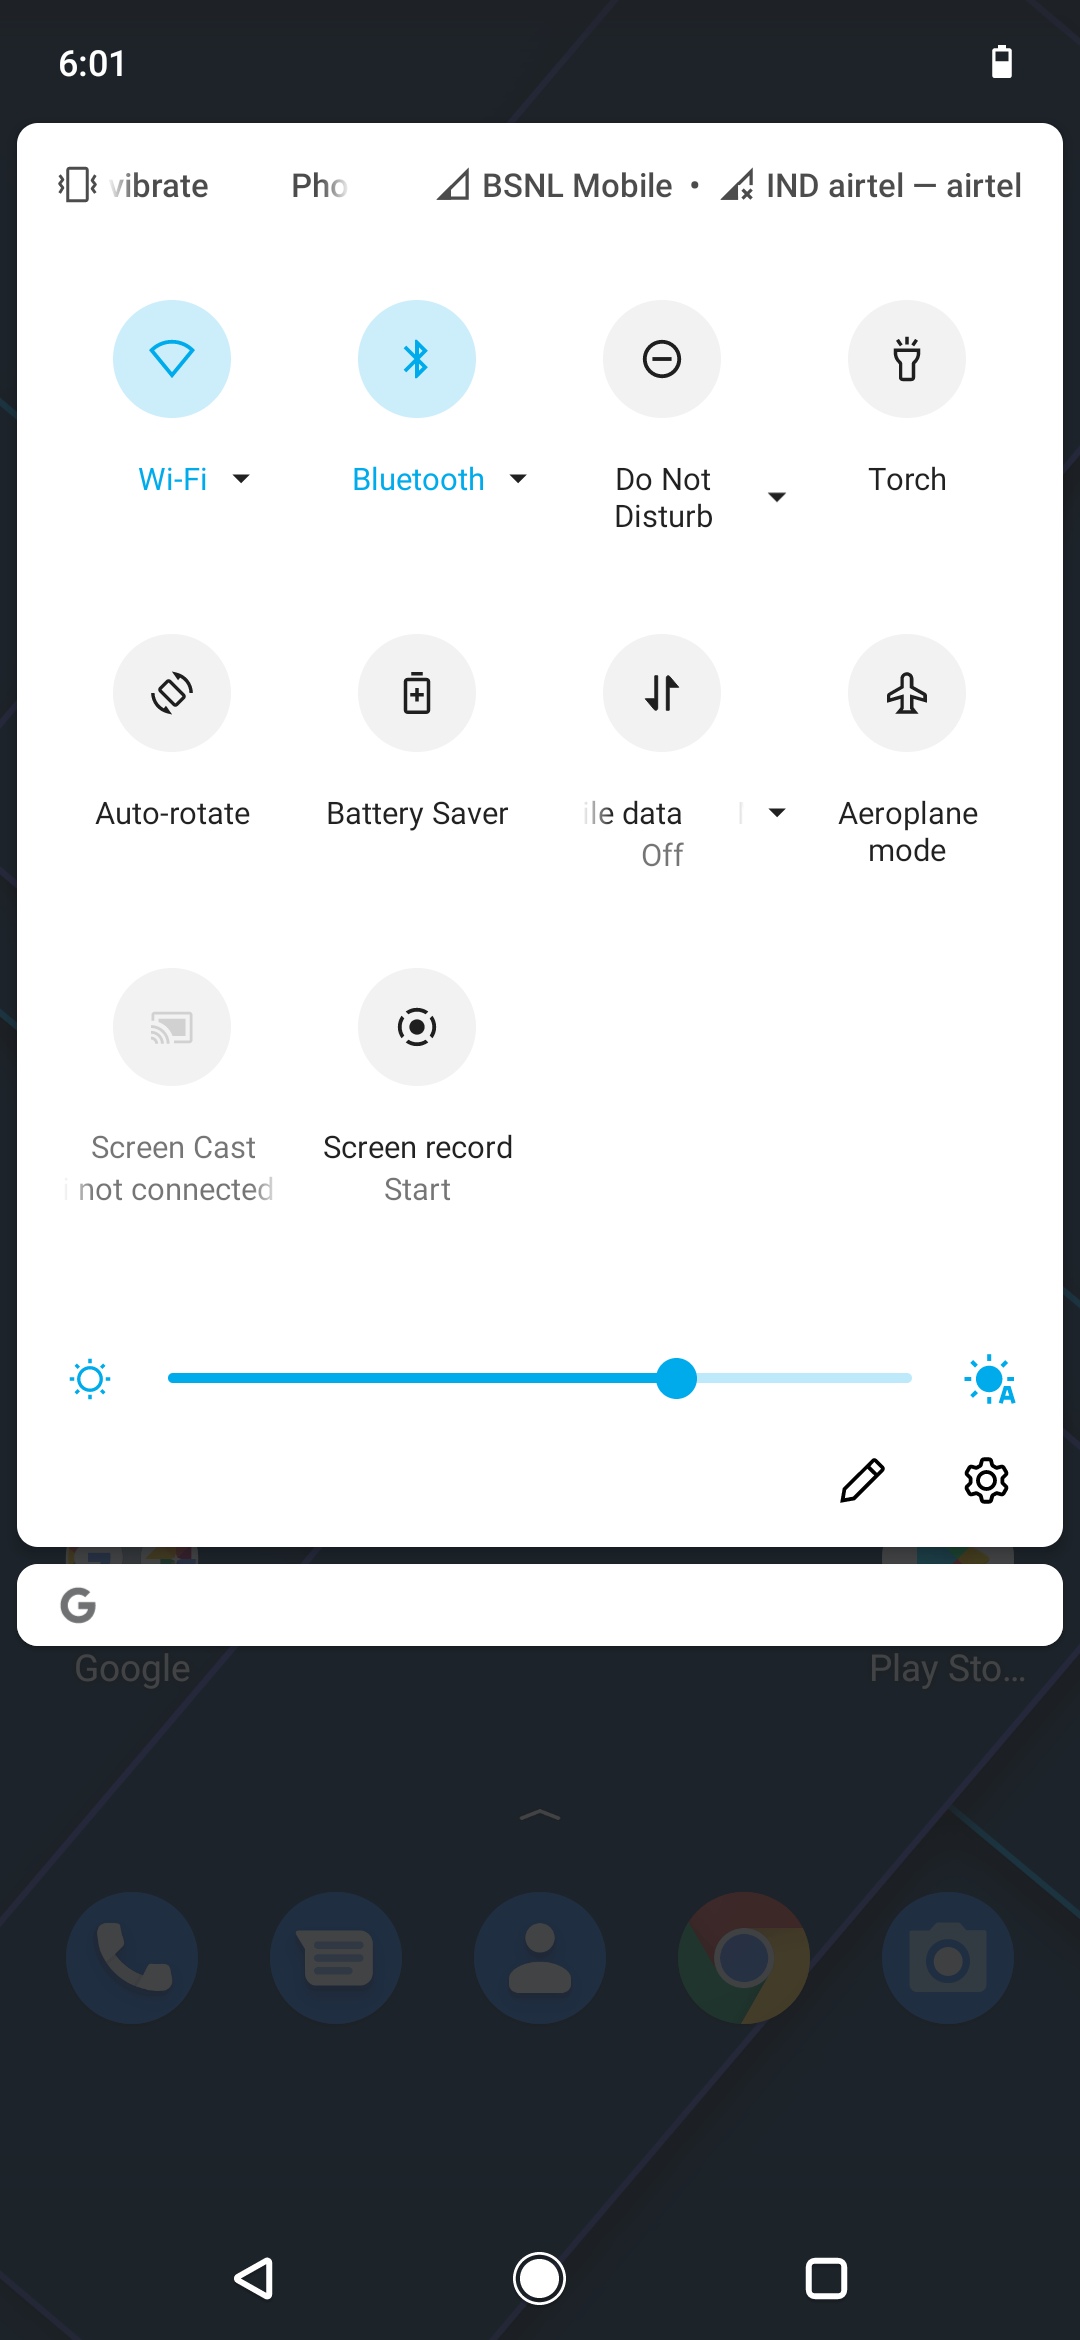 6:01
vibrate Pho BSNL Mobile • IND airtel — airtel
Wi-Fi Bluetooth Do Not Disturb Torch
Auto-rotate Battery Saver ile data Aeroplane mode
Off
Screen Cast Screen record
not connected Start
A
G
Google Play Sto...